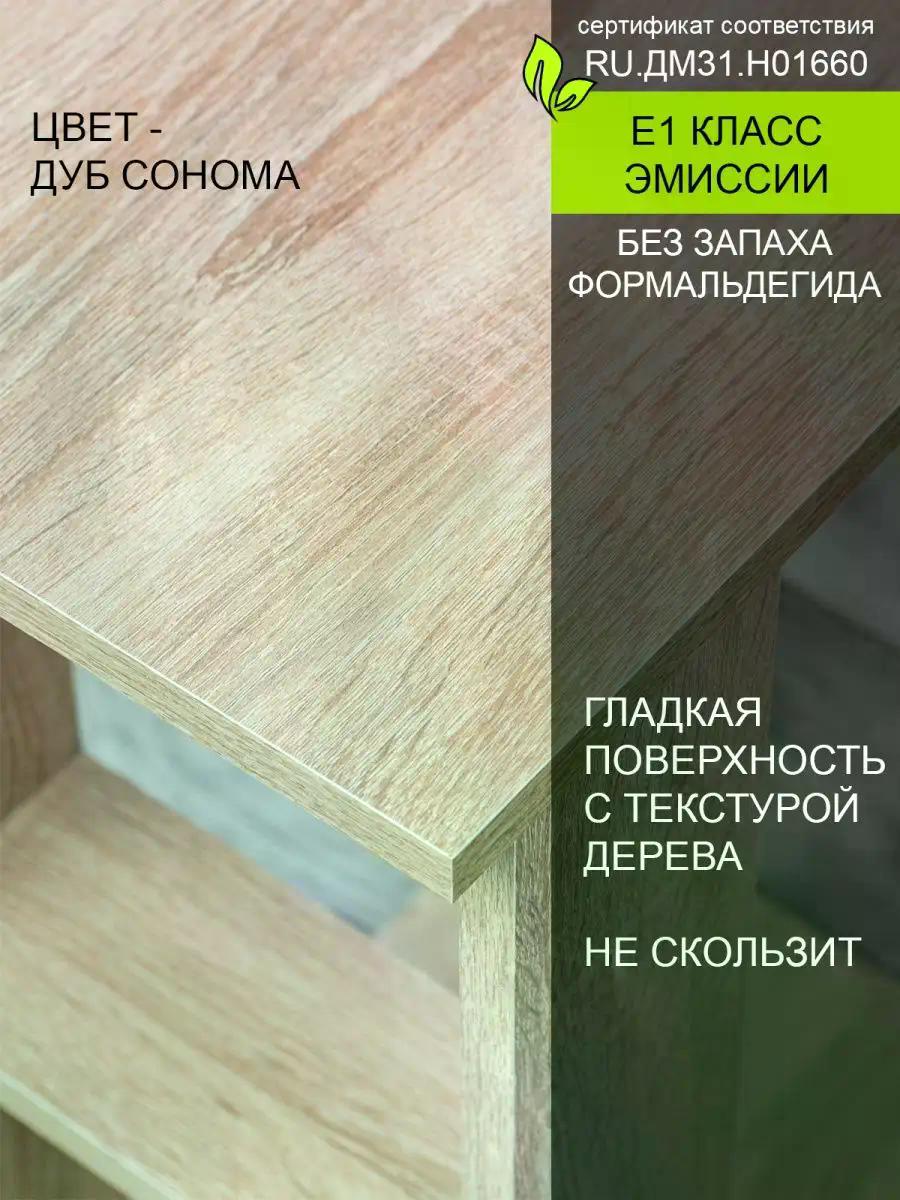 ЦВЕТ -
ДУБ СОНОМА
сертификат соответствия
RU.ДМ31.Н01660
Е1 КЛАСС
ЭМИССИИ
БЕЗ ЗАПАХА
ФОРМАЛЬДЕГИДА
ГЛАДКАЯ
ПОВЕРХНОСТЬ
С ТЕКСТУРОЙ
ДЕРЕВА
НЕ СКОЛЬЗИТ